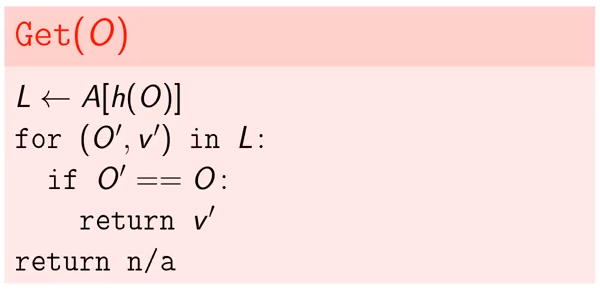 Get(O)
L ← A[h(O)]
for (O′, v′) in L:
if O′ == O:
return v′
return n/a